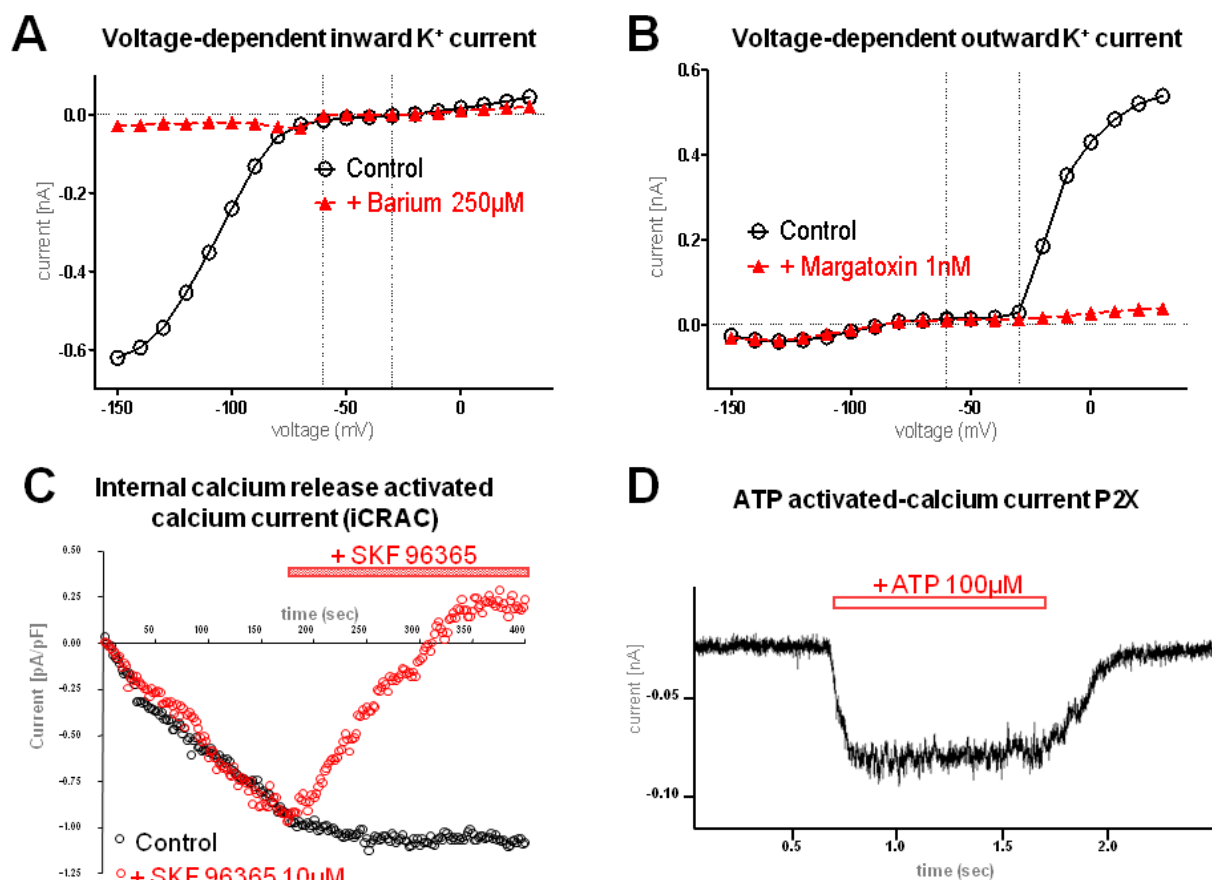 A
Voltage-dependent inward K⁺ current
0.0
-0.2
-0.4
-0.6
current [nA]
Control
+ Barium 250µM
-150
-100
-50
0
voltage (mV)
B
Voltage-dependent outward K⁺ current
0.6
0.4
0.2
0.0
current [nA]
Control
+ Margatoxin 1nM
-150
-100
-50
0
voltage (mV)
C
Internal calcium release activated
calcium current (iCRAC)
+ SKF 96365
time (sec)
0.50
0.25
0.00
-0.25
-0.50
-0.75
-1.00
-1.25
Current [pA/pF]
50
100
150
200
250
300
350
400
Control
+ SKF 96365 10µM
D
ATP activated-calcium current P2X
+ ATP 100µM
current [nA]
-0.05
-0.10
0.5
1.0
1.5
2.0
time (sec)